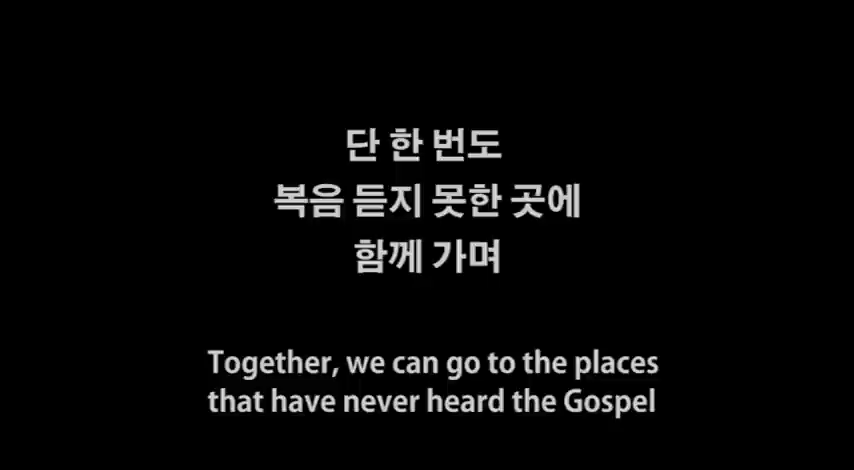 단 한 번도
복음 듣지 못한 곳에
함께 가며
Together, we can go to the places
that have never heard the Gospel